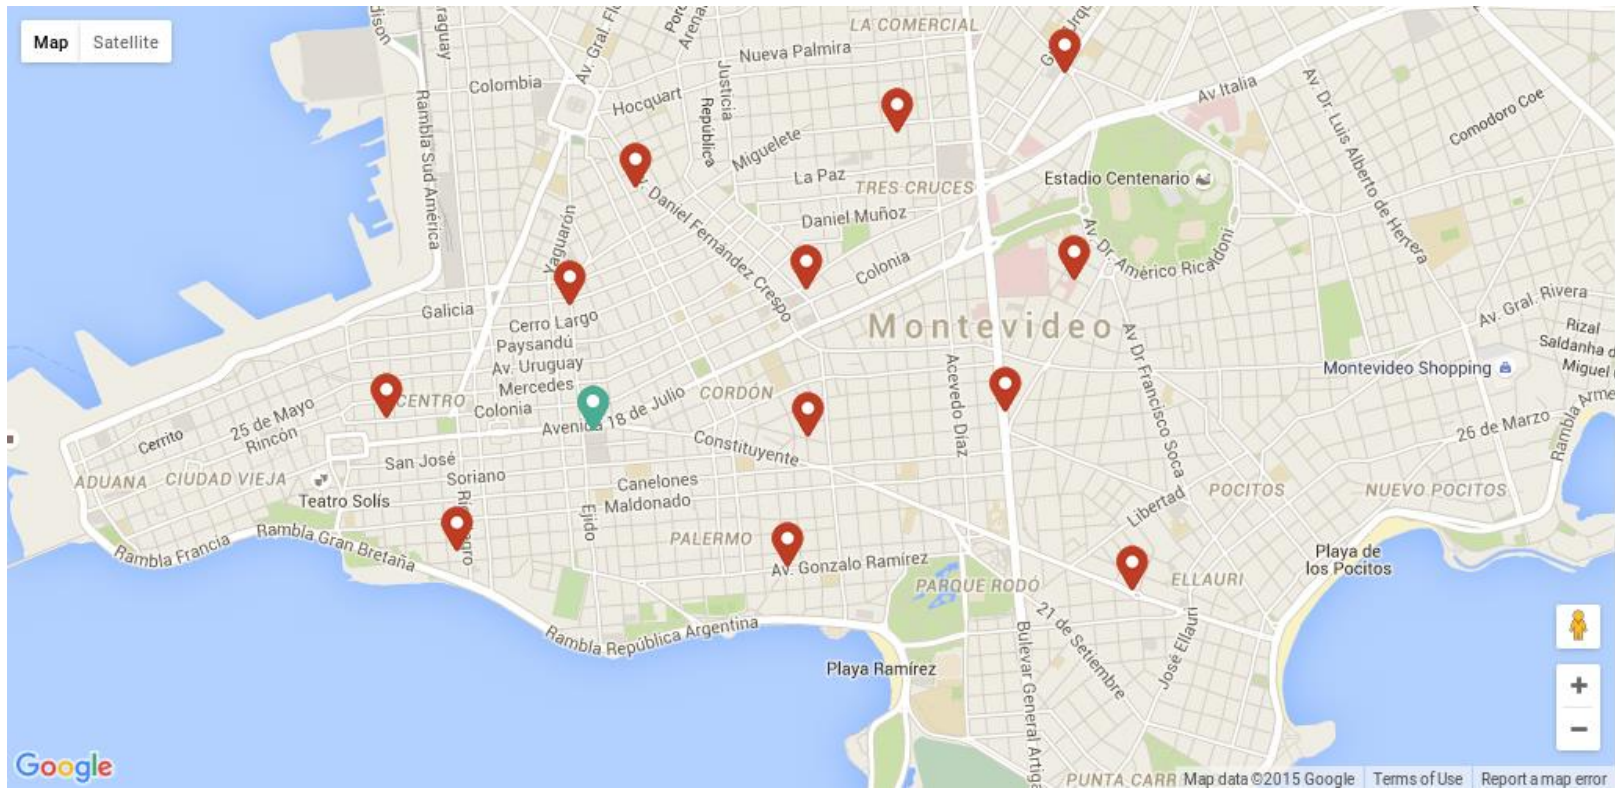 Map Satellite
LA COMERCIAL
Nueva Palmira
Av. Gral. Fl
Justicia
República
Colombia
Hocquart
Miguelete
La Paz
TRES CRUCES
Daniel Muñoz
Colonia
Av Italia
Av. Dr. Luis Alberto de Herrera
Comodoro Coe
Estadio Centenario
Av. Dr. Américo Ricaldoni
Rambla Sud América
Yaguarón
Daniel Fernandez Crespo
Galicia
Cerro Largo
Paysandú
Av. Uruguay
Mercedes
Colonia
Montevideo
Av. Gral. Rivera
Rizal
Saldanha d
Miguel
Montevideo Shopping
Av Dr Francisco Soca
Acevedo Díaz
CENTRO
CORDÓN
Avenida 18 de Julio
25 de Mayo
Rincón
Cerrito
Constituyente
26 de Marzo
Rambla Arme
San José
Soriano
Canelones
Maldonado
ADUANA
CIUDAD VIEJA
Teatro Solís
Ejido
Libertad
POCITOS
NUEVO POCITOS
Rambla Francia
Rambla Gran Bretaña
PALERMO
Av. Gonzalo Ramírez
PARQUE RODÓ
ELLAURI
Playa de
los Pocitos
Rambla República Argentina
21 de Setiembre
José Ellauri
Bulevar General Artiga
Playa Ramírez
PUNTA CARR
Google
Map data ©2015 Google Terms of Use Report a map error